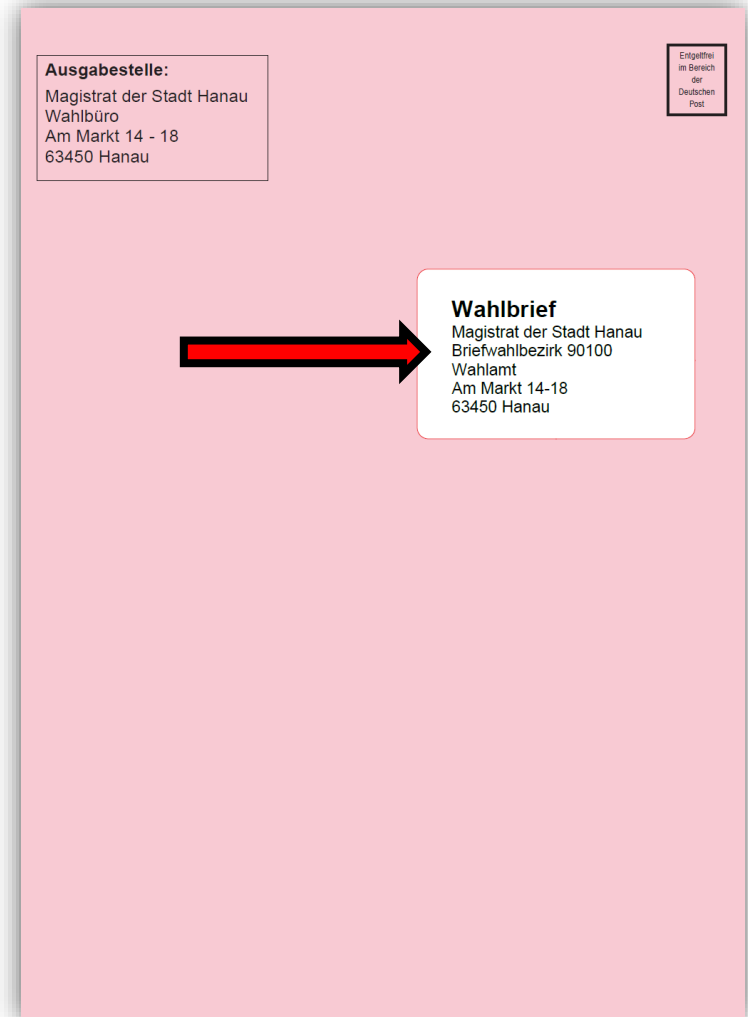 Ausgabestelle:
Magistrat der Stadt Hanau
Wahlbüro
Am Markt 14 - 18
63450 Hanau
Entgeltfrei
im Bereich
der
Deutschen
Post
Wahlbrief
Magistrat der Stadt Hanau
Briefwahlbezirk 90100
Wahlamt
Am Markt 14-18
63450 Hanau